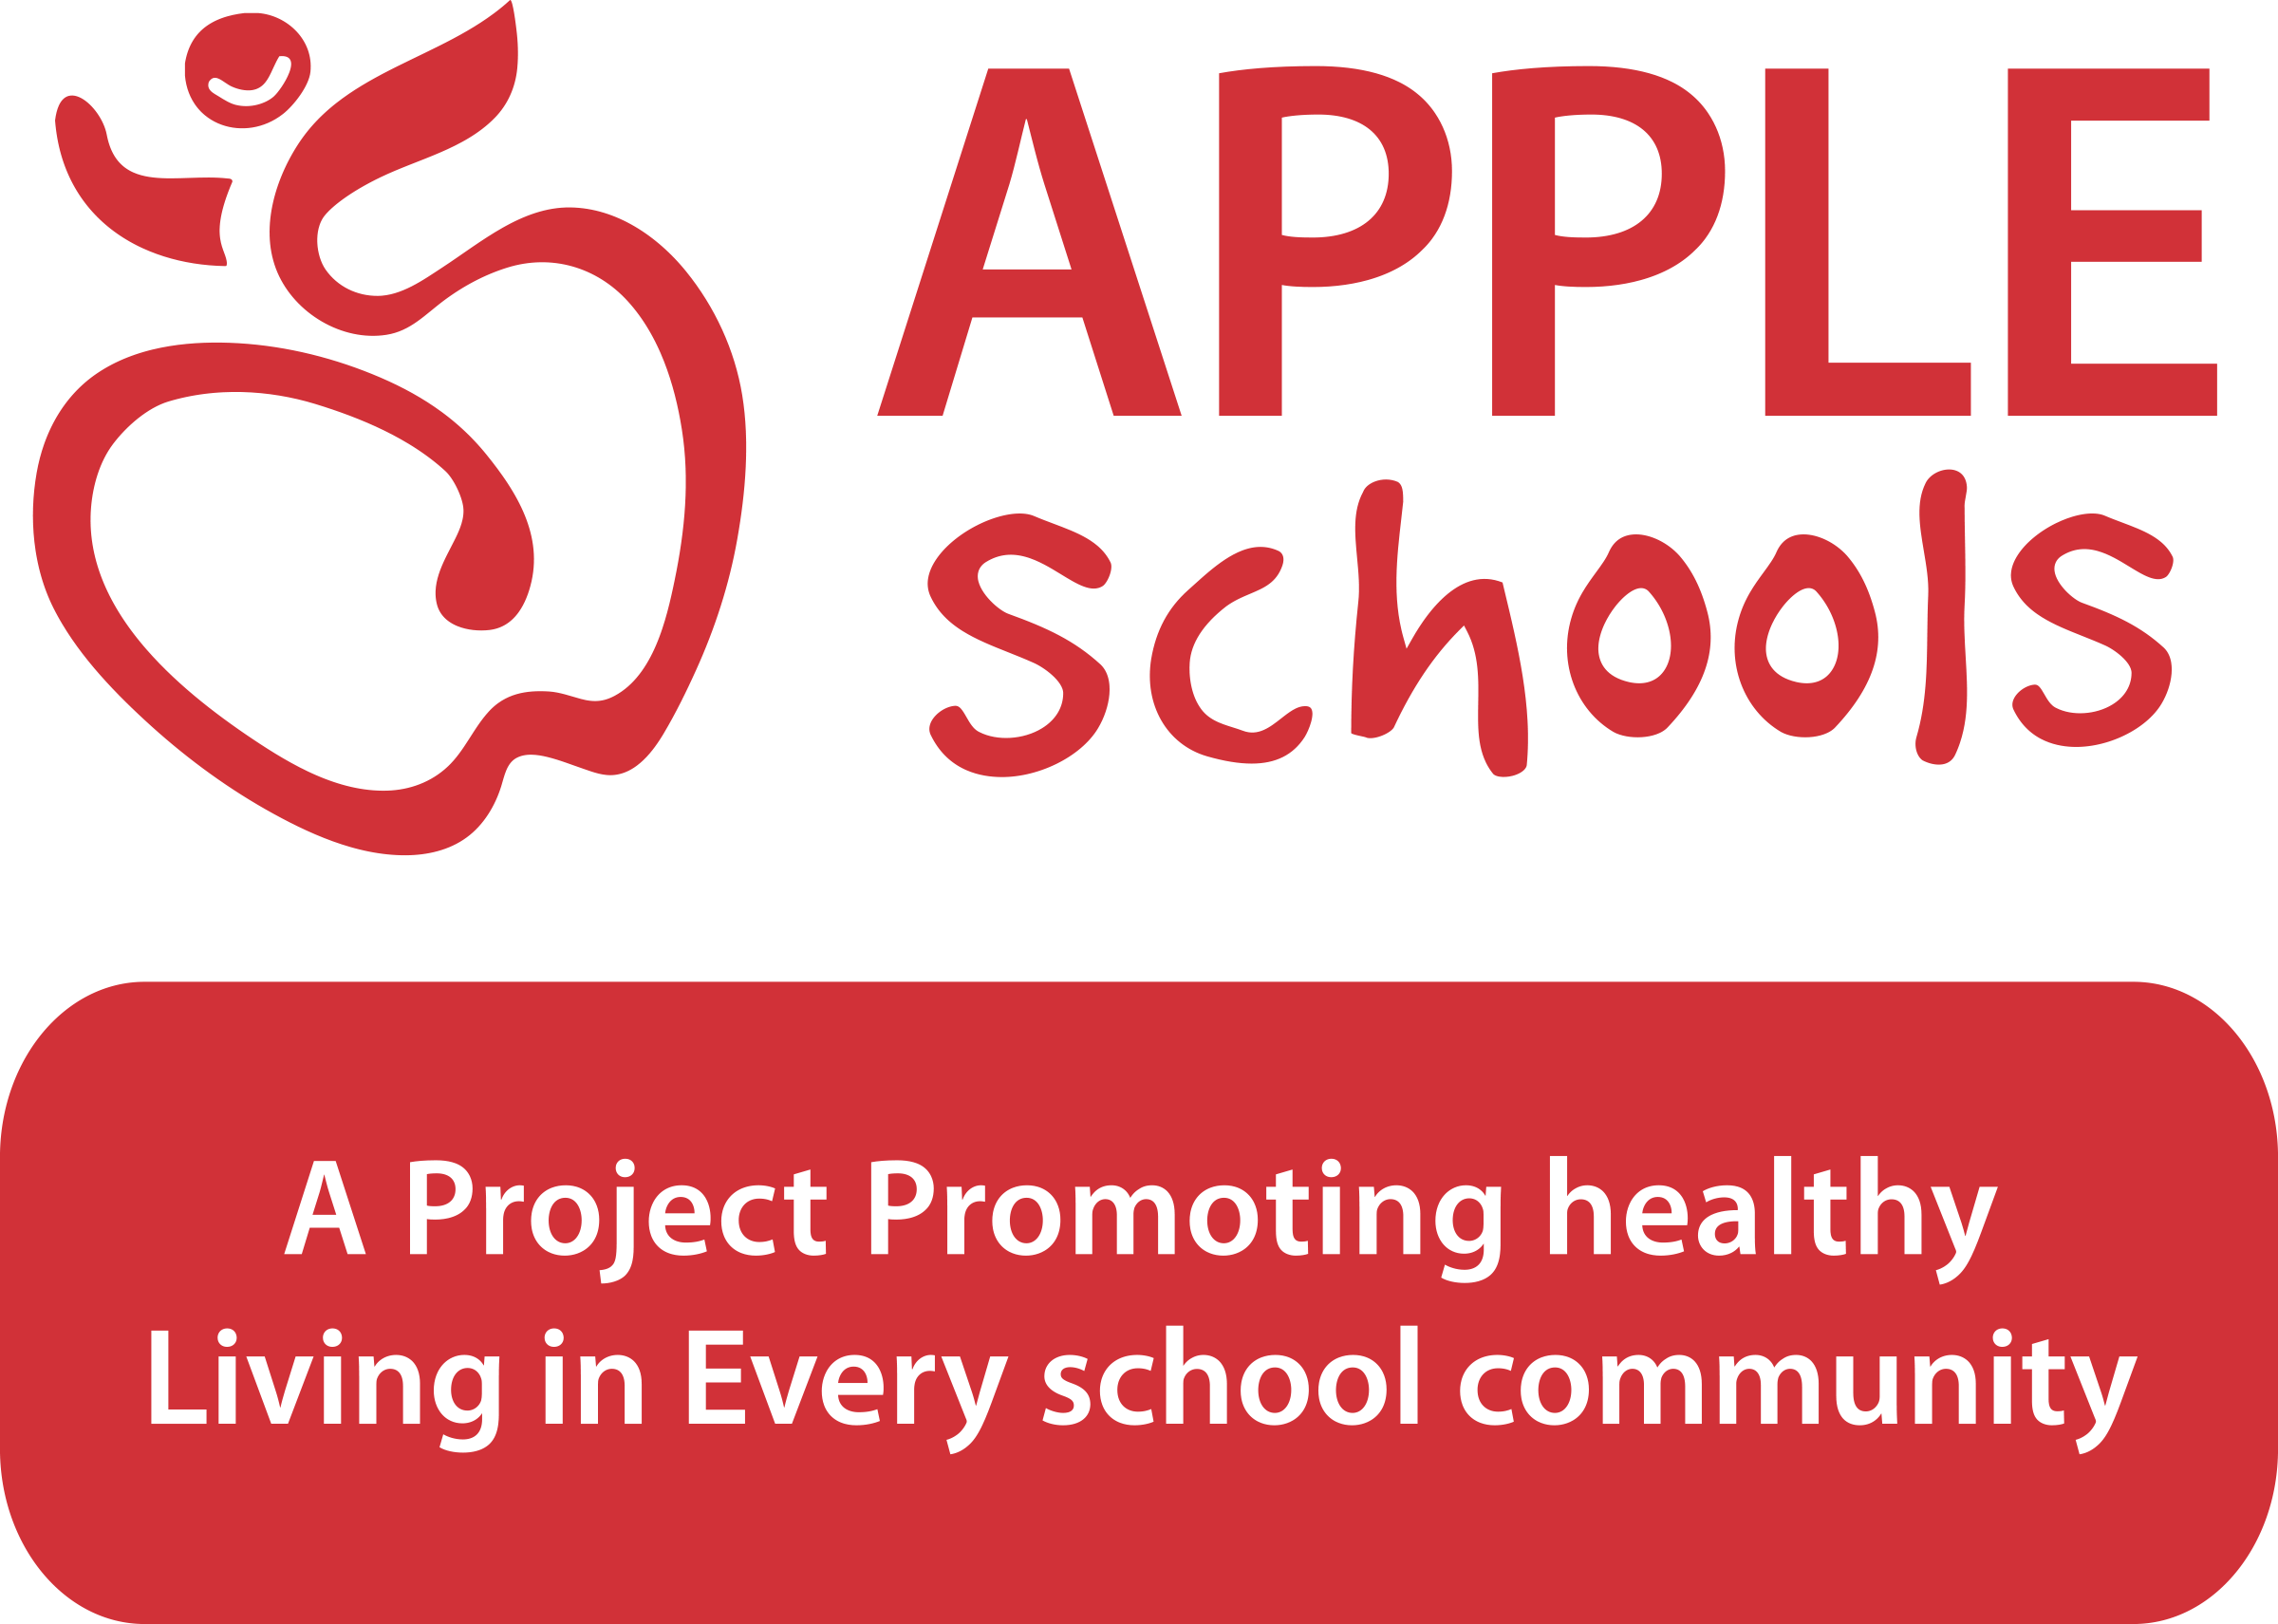 APPLE
schools
A Project Promoting healthy
Living in Every school community